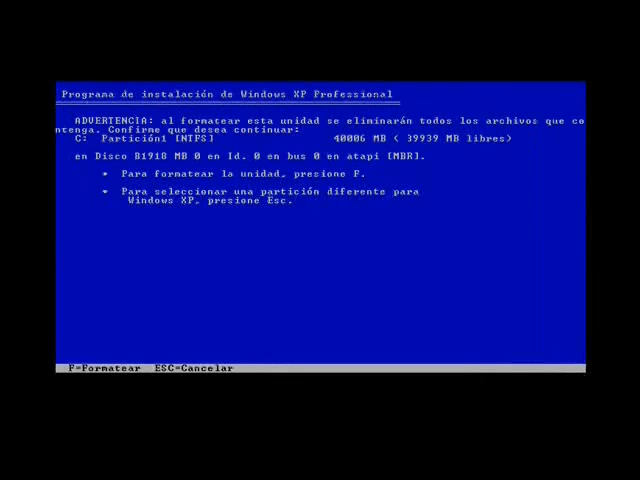 Programa de instalación de Windows XP Professional
ADVERTENCIA: al formatear esta unidad se eliminarán todos los archivos que co
ntenga. Confirme que desea continuar:
C: Partición1 [NTFS] 40006 MB ( 39939 MB libres)
en Disco 81918 MB 0 en Id. 0 en bus 0 en atapi [MBR].
* Para formatear la unidad, presione F.
* Para seleccionar una partición diferente para
Windows XP, presione Esc.
F=Formatear ESC=Cancelar